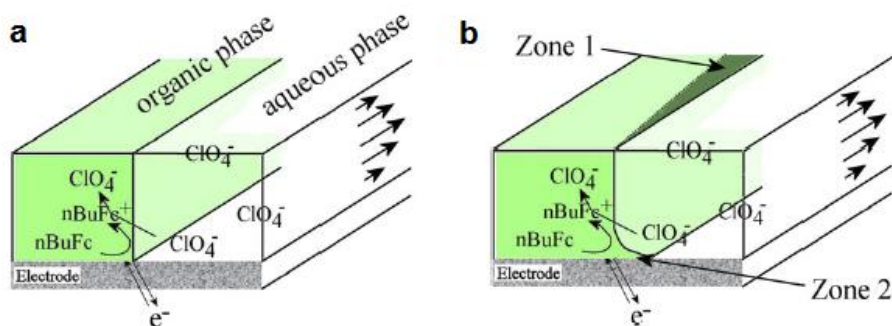 a
organic phase
aqueous phase
ClO4-
ClO4-
nBuFc+
ClO4-
nBuFc
ClO4-
Electrode
e-
b
Zone 1
ClO4-
ClO4-
nBuFc+
ClO4-
nBuFc
ClO4-
Electrode
Zone 2
e-